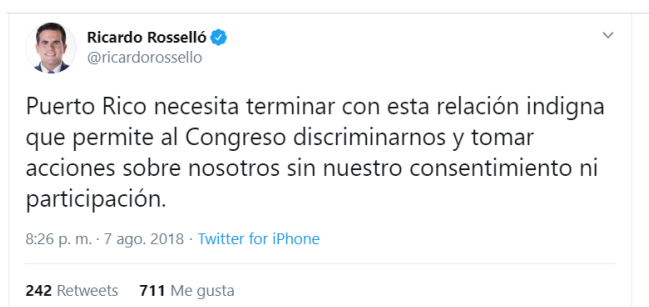 Ricardo Rosselló
@ricardorossello
Puerto Rico necesita terminar con esta relación indigna
que permite al Congreso discriminarnos y tomar
acciones sobre nosotros sin nuestro consentimiento ni
participación.
8:26 p. m. · 7 ago. 2018 · Twitter for iPhone
242 Retweets 711 Me gusta